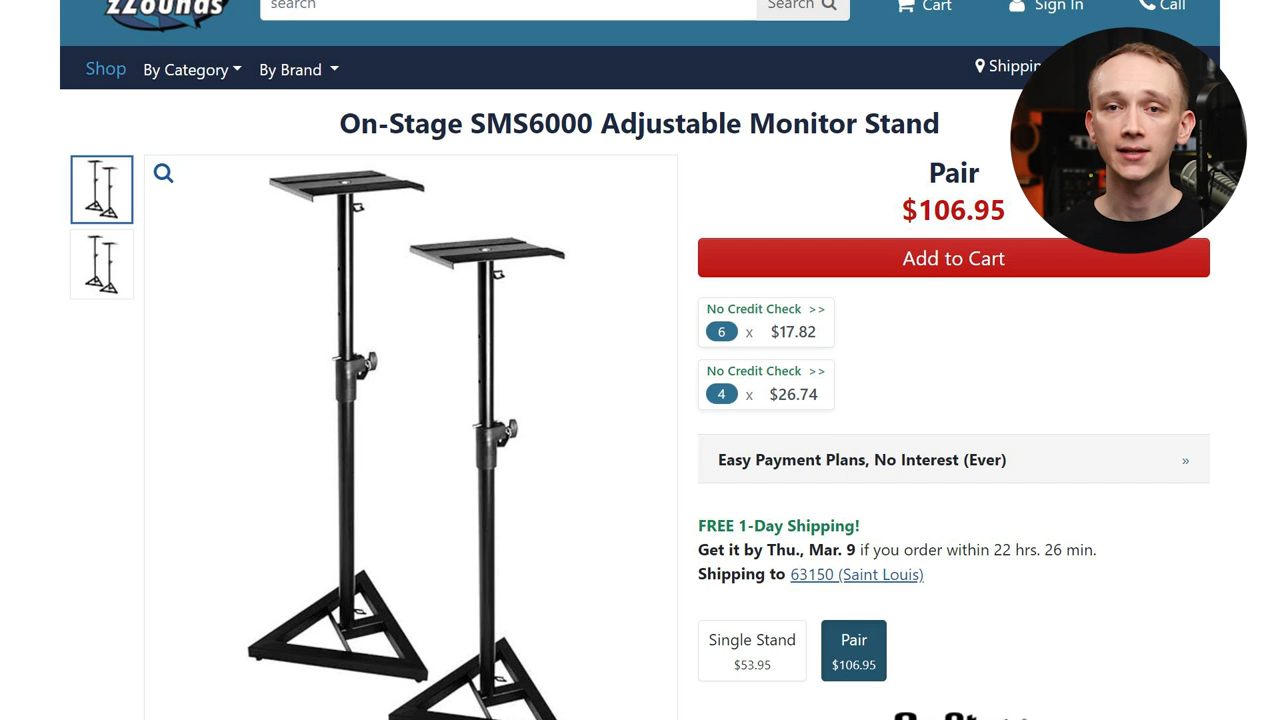 zZounds
search
Search
Cart
Sign In
Call
Shop
By Category
By Brand
On-Stage SMS6000 Adjustable Monitor Stand
Pair
$106.95
Add to Cart
No Credit Check >>
6 x $17.82
No Credit Check >>
4 x $26.74
Easy Payment Plans, No Interest (Ever) »
FREE 1-Day Shipping!
Get it by Thu., Mar. 9 if you order within 22 hrs. 26 min.
Shipping to 63150 (Saint Louis)
Single Stand
$53.95
Pair
$106.95